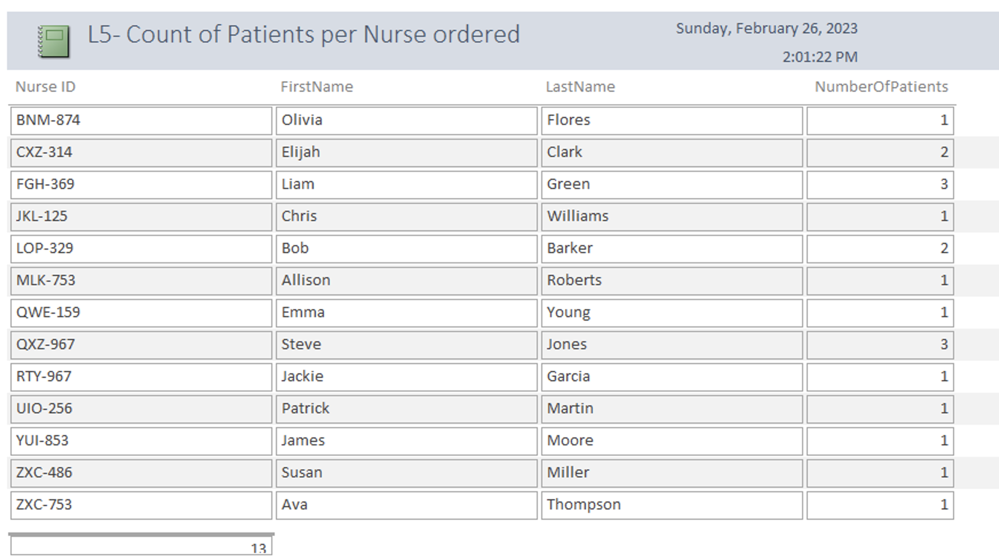 L5- Count of Patients per Nurse ordered
Sunday, February 26, 2023
2:01:22 PM
Nurse ID FirstName LastName NumberOfPatients
BNM-874 Olivia Flores 1
CXZ-314 Elijah Clark 2
FGH-369 Liam Green 3
JKL-125 Chris Williams 1
LOP-329 Bob Barker 2
MLK-753 Allison Roberts 1
QWE-159 Emma Young 1
QXZ-967 Steve Jones 3
RTY-967 Jackie Garcia 1
UIO-256 Patrick Martin 1
YUI-853 James Moore 1
ZXC-486 Susan Miller 1
ZXC-753 Ava Thompson 1
13